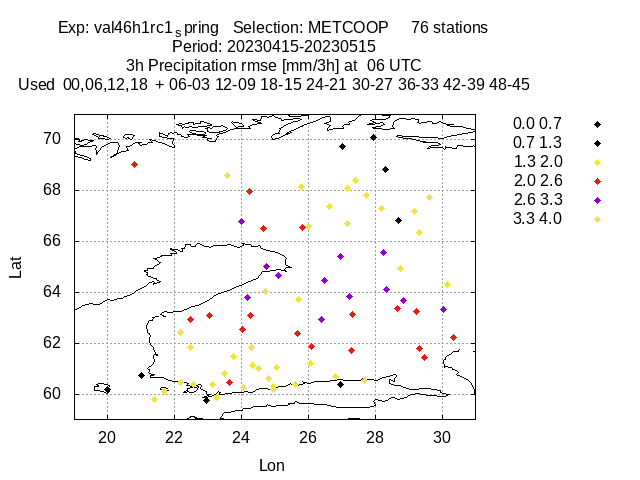 Exp: val46h1rc1spring Selection: METCOOP 76 stations
Period: 20230415-20230515
3h Precipitation rmse [mm/3h] at 06 UTC
Used 00,06,12,18 + 06-03 12-09 18-15 24-21 30-27 36-33 42-39 48-45
0.0 0.7
0.7 1.3
1.3 2.0
2.0 2.6
2.6 3.3
3.3 4.0
Lat
70
68
66
64
62
60
20 22 24 26 28 30
Lon